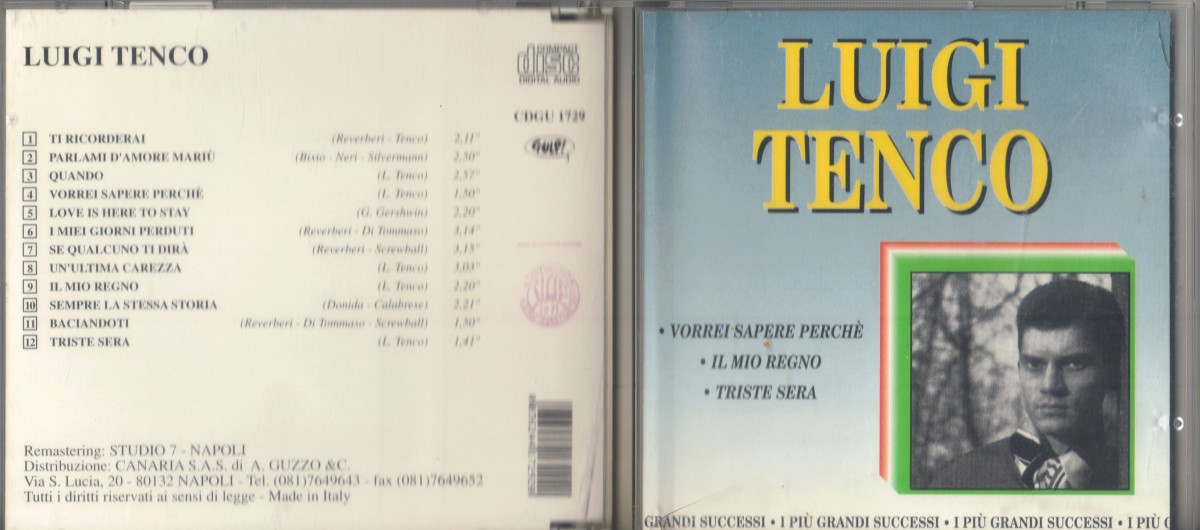 LUIGI TENCO
COMPACT
disc
DIGITAL AUDIO
CDGU 1729
GULP!
1 TI RICORDERAI (Reverberi - Tenco) 2,11"
2 PARLAMI D'AMORE MARIÙ (Bixio - Neri - Silvermann) 2,50"
3 QUANDO (L. Tenco) 2,57"
4 VORREI SAPERE PERCHÈ (L. Tenco) 1,50"
5 LOVE IS HERE TO STAY (G. Gershwin) 2,20"
6 I MIEI GIORNI PERDUTI (Reverberi - Di Tommaso) 3,14"
7 SE QUALCUNO TI DIRÀ (Reverberi - Screwball) 3,15"
8 UN'ULTIMA CAREZZA (L. Tenco) 3,03"
9 IL MIO REGNO (L. Tenco) 2,20"
10 SEMPRE LA STESSA STORIA (Donida - Calabrese) 2,21"
11 BACIANDOTI (Reverberi - Di Tommaso - Screwball) 1,50"
12 TRISTE SERA (L. Tenco) 1,41"
Remastering: STUDIO 7 - NAPOLI
Distribuzione: CANARIA S.A.S. di A. GUZZO &C.
Via S. Lucia, 20 - 80132 NAPOLI - Tel. (081)7649643 - fax (081)7649652
Tutti i diritti riservati ai sensi di legge - Made in Italy
LUIGI
TENCO
• VORREI SAPERE PERCHÈ
• IL MIO REGNO
• TRISTE SERA
GRANDI SUCCESSI • I PIÙ GRANDI SUCCESSI • I PIÙ GRANDI SUCCESSI • I PIÙ G